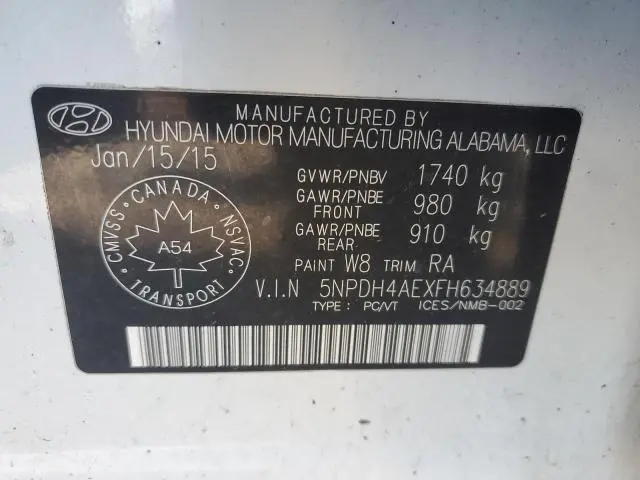 MANUFACTURED BY
HYUNDAI MOTOR MANUFACTURING ALABAMA, LLC
Jan/15/15
GVWR/PNBV 1740 kg
GAWR/PNBE FRONT 980 kg
GAWR/PNBE REAR 910 kg
PAINT W8 TRIM RA
CANADA
CMVSS NSVAC
A54
TRANSPORT
V.I.N 5NPDH4AEXFH634889
TYPE : PC/VT ICES/NMB-002